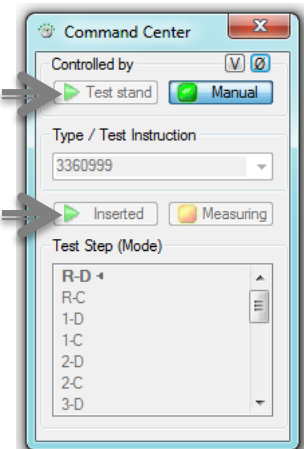 Command Center
Controlled by V Ø
Test stand Manual
Type / Test Instruction
3360999
Inserted Measuring
Test Step (Mode)
R-D
R-C
1-D
1-C
2-D
2-C
3-D